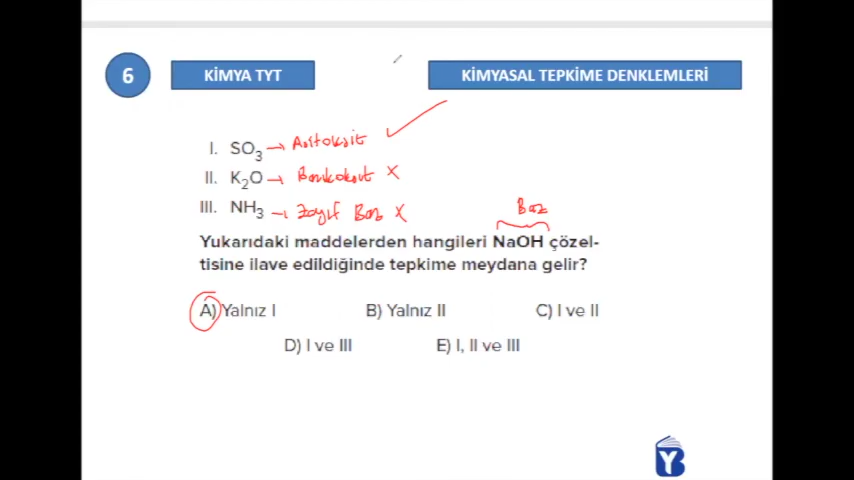 6
KİMYA TYT
KİMYASAL TEPKİME DENKLEMLERİ
I. SO3 → Asitoksit ✓
II. K2O → Bazikoksit X
III. NH3 → Zayıf Baz X
Baz
Yukarıdaki maddelerden hangileri NaOH çözel-
tisine ilave edildiğinde tepkime meydana gelir?
A) Yalnız I B) Yalnız II C) I ve II
D) I ve III E) I, II ve III
YB